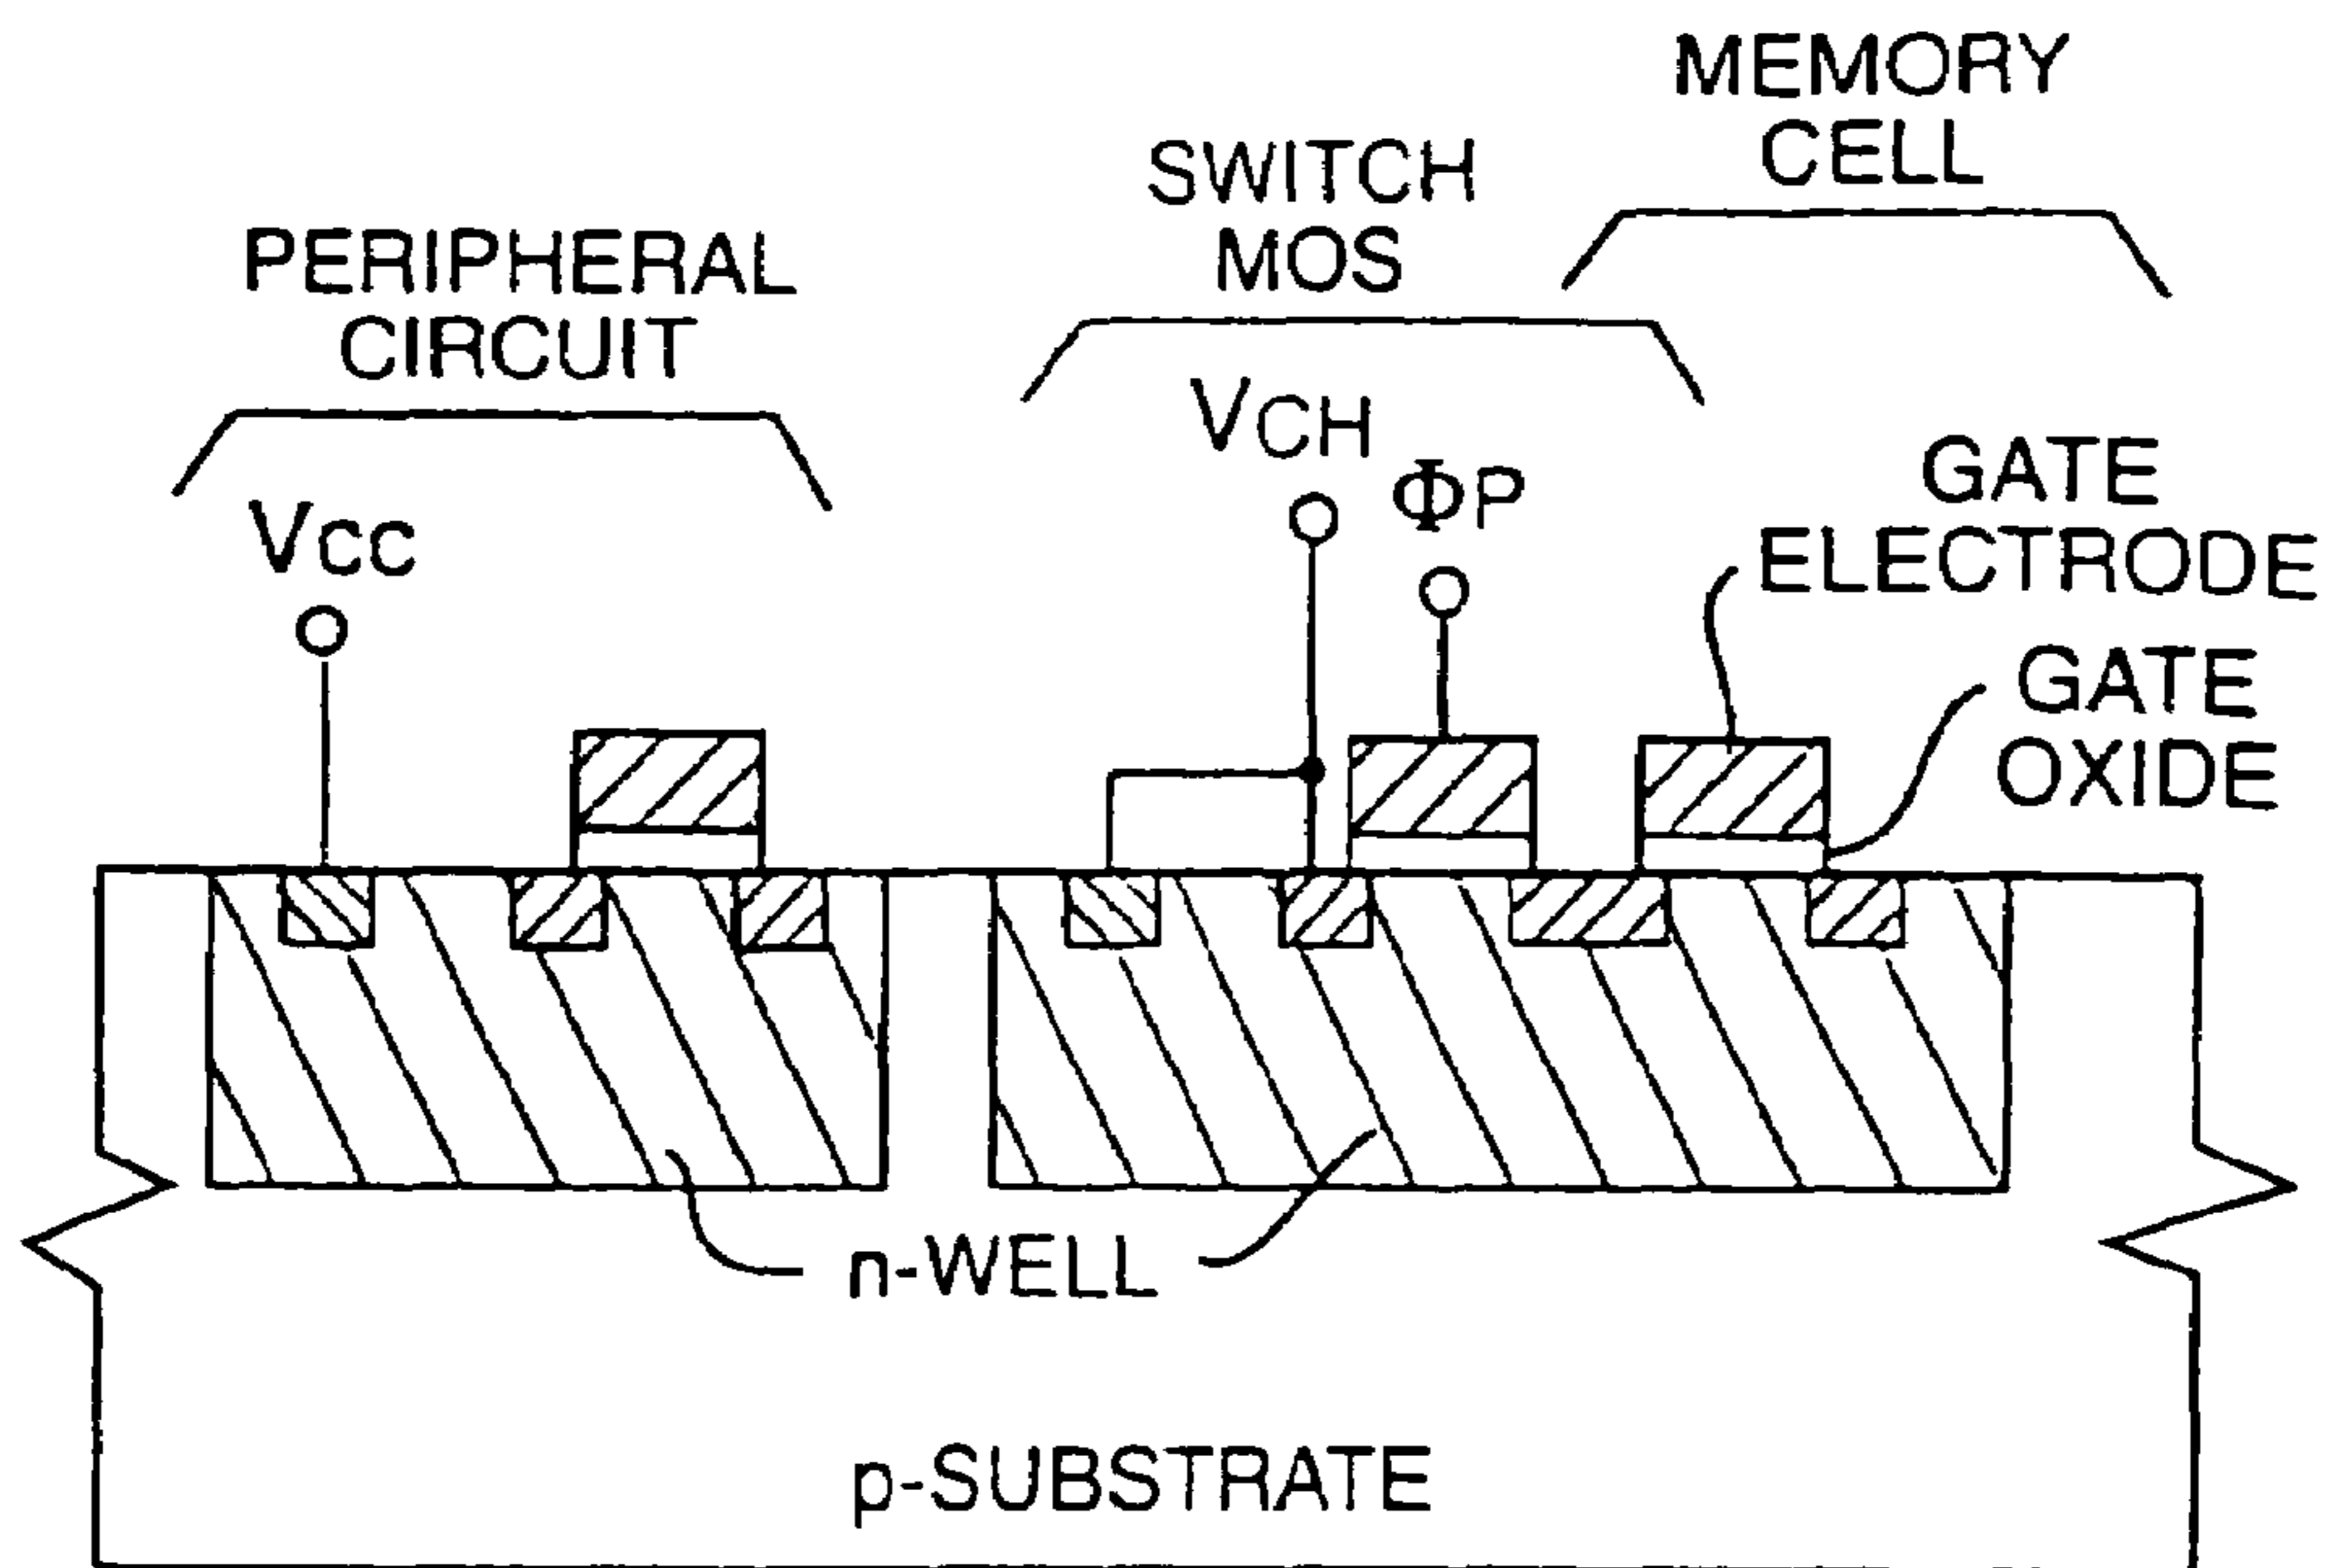 MEMORY
CELL
SWITCH
MOS
PERIPHERAL
CIRCUIT
VCH
ΦP
VCC
GATE
ELECTRODE
GATE
OXIDE
n-WELL
p-SUBSTRATE